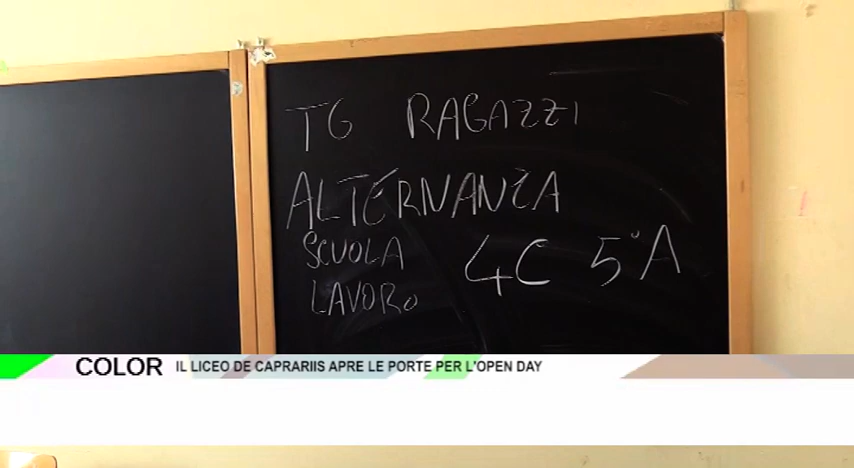 TG RAGAZZI
ALTERNANZA
SCUOLA
LAVORO
4C 5°A
COLOR IL LICEO DE CAPRARIIS APRE LE PORTE PER L'OPEN DAY